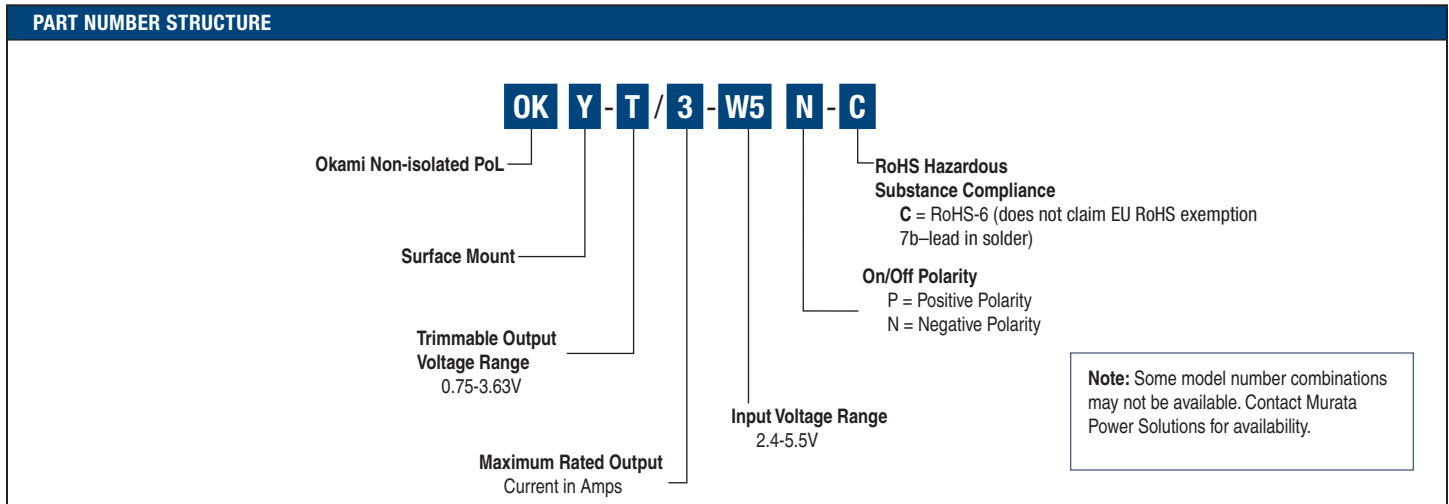 PART NUMBER STRUCTURE
OK Y - T / 3 - W5 N - C
Okami Non-isolated PoL
RoHS Hazardous
Substance Compliance
C = RoHS-6 (does not claim EU RoHS exemption
7b–lead in solder)
Surface Mount
On/Off Polarity
P = Positive Polarity
N = Negative Polarity
Trimmable Output
Voltage Range
0.75-3.63V
Note: Some model number combinations
may not be available. Contact Murata
Power Solutions for availability.
Input Voltage Range
2.4-5.5V
Maximum Rated Output
Current in Amps